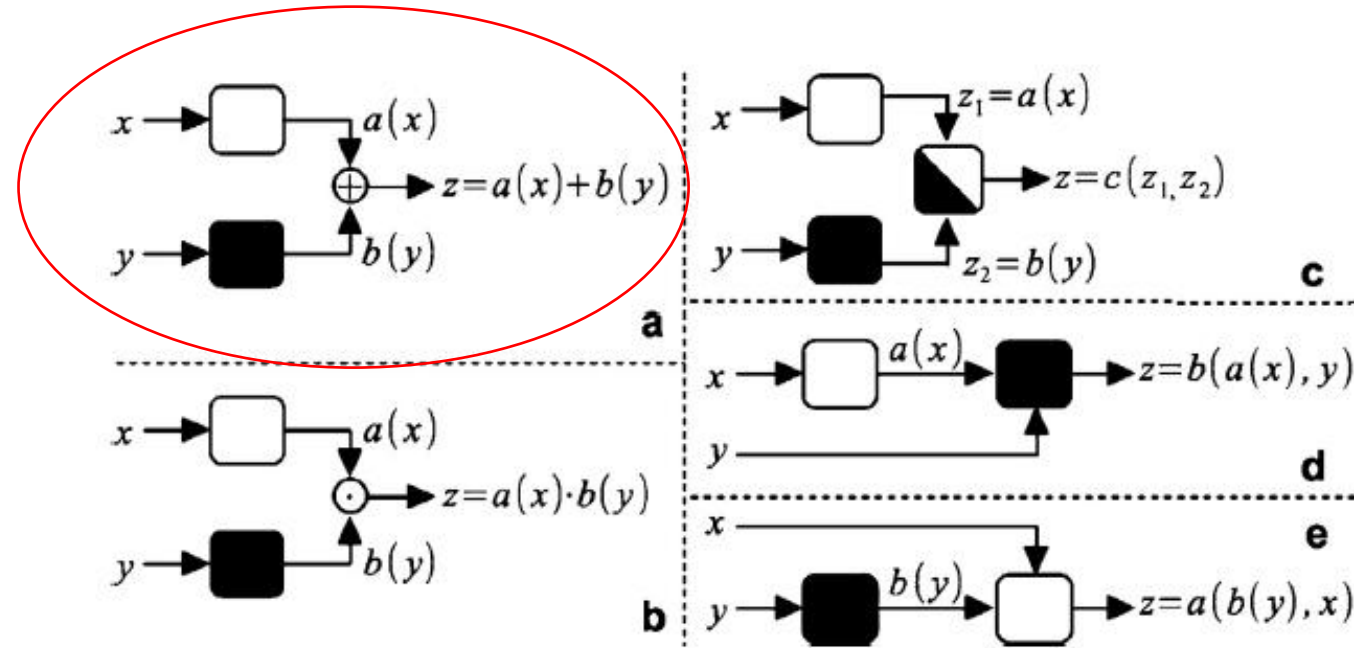 x
a(x)
z=a(x)+b(y)
y
b(y)
a
x
a(x)
z=a(x)·b(y)
y
b(y)
b
x
z₁=a(x)
z=c(z₁,z₂)
y
z₂=b(y)
c
x
a(x)
z=b(a(x),y)
y
d
x
e
y
b(y)
z=a(b(y),x)